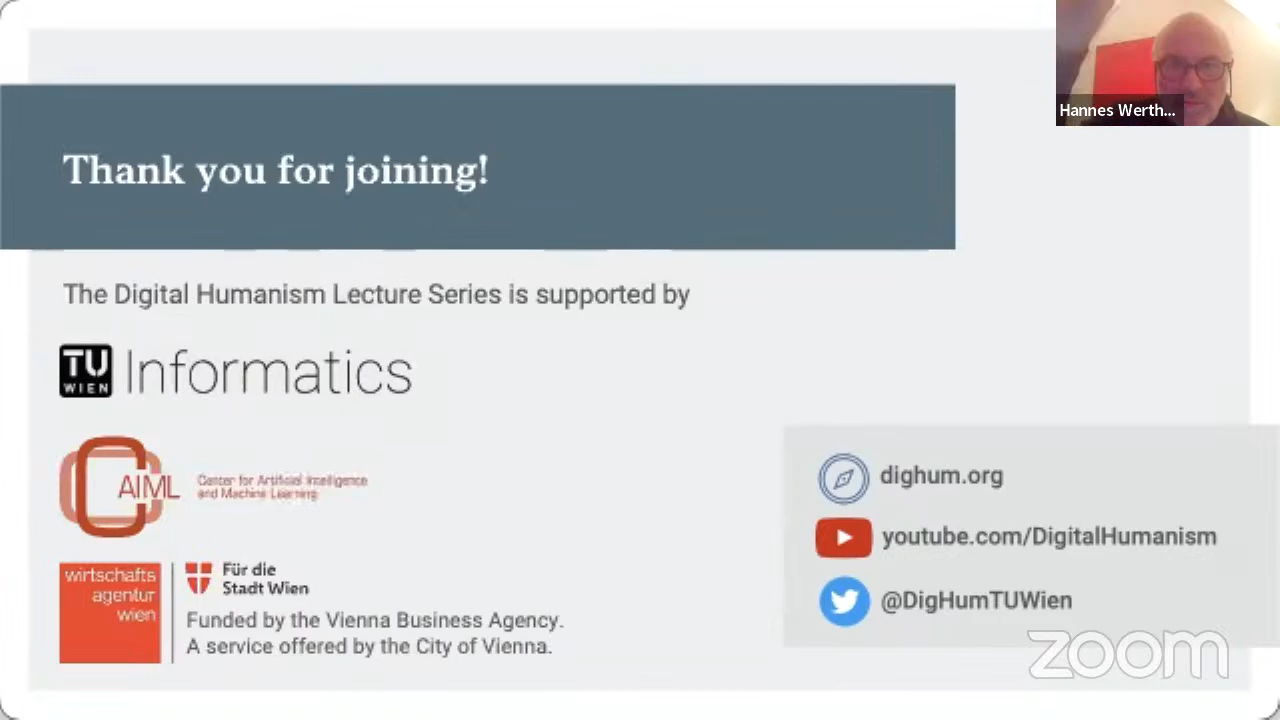 Hannes Werth...
Thank you for joining!
The Digital Humanism Lecture Series is supported by
TU
WIEN
Informatics
CAIML
Center for Artificial Intelligence
and Machine Learning
wirtschafts
agentur
wien
Für die
Stadt Wien
Funded by the Vienna Business Agency.
A service offered by the City of Vienna.
dighum.org
youtube.com/DigitalHumanism
@DigHumTUWien
zoom